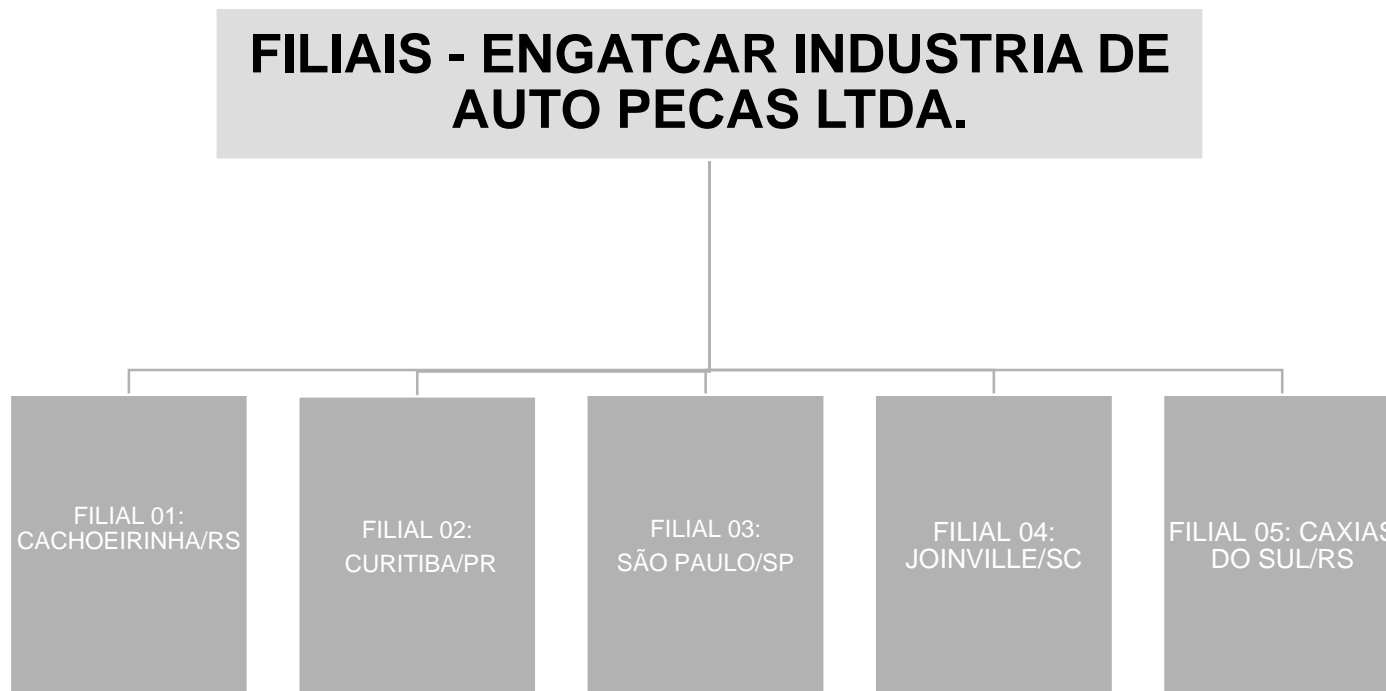 FILIAIS - ENGATCAR INDUSTRIA DE
AUTO PECAS LTDA.
FILIAL 01:
CACHOEIRINHA/RS
FILIAL 02:
CURITIBA/PR
FILIAL 03:
SÃO PAULO/SP
FILIAL 04:
JOINVILLE/SC
FILIAL 05: CAXIAS
DO SUL/RS